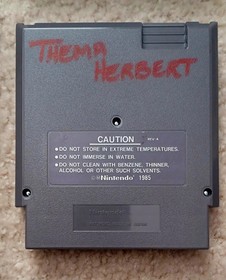 THEMA
HERBERT
CAUTION REV-A
• DO NOT STORE IN EXTREME TEMPERATURES.
• DO NOT IMMERSE IN WATER.
• DO NOT CLEAN WITH BENZENE, THINNER,
ALCOHOL OR OTHER SUCH SOLVENTS.
Nintendo 1985